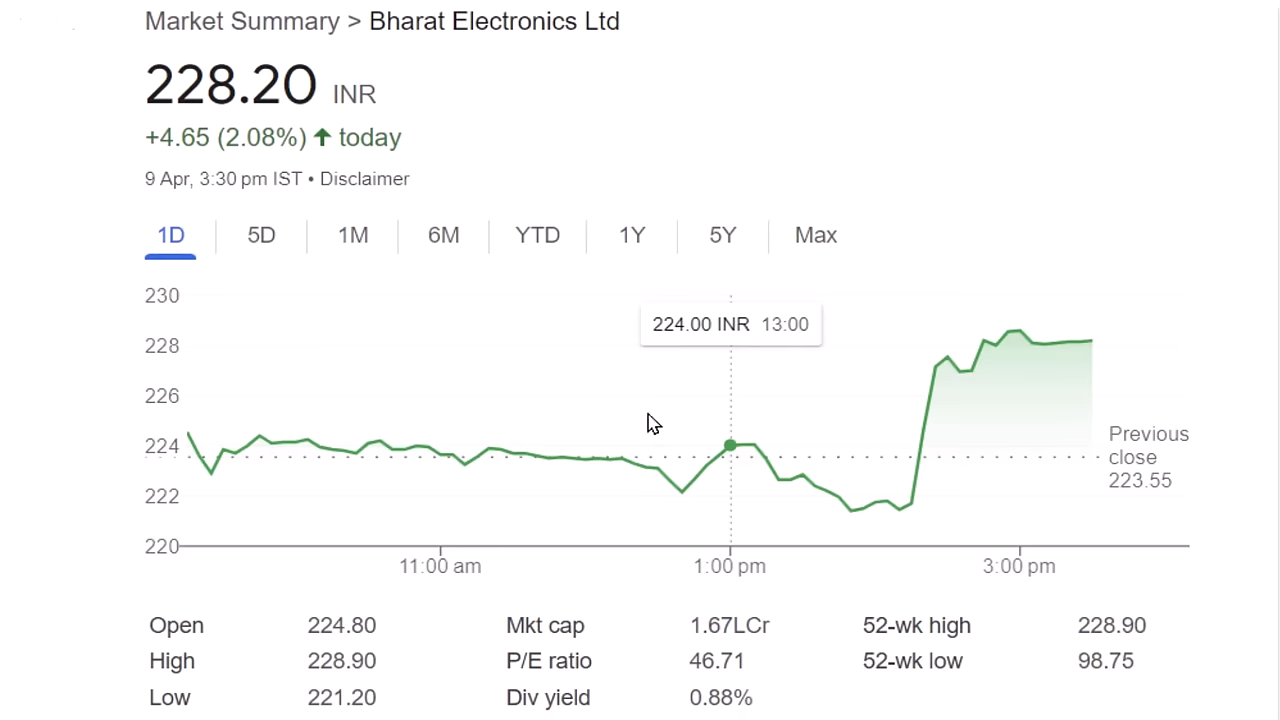 Market Summary > Bharat Electronics Ltd
228.20 INR
+4.65 (2.08%) ↑ today
9 Apr, 3:30 pm IST • Disclaimer
1D 5D 1M 6M YTD 1Y 5Y Max
230
224.00 INR 13:00
228
226
224
222
220
Previous
close
223.55
11:00 am 1:00 pm 3:00 pm
Open 224.80 Mkt cap 1.67LCr 52-wk high 228.90
High 228.90 P/E ratio 46.71 52-wk low 98.75
Low 221.20 Div yield 0.88%